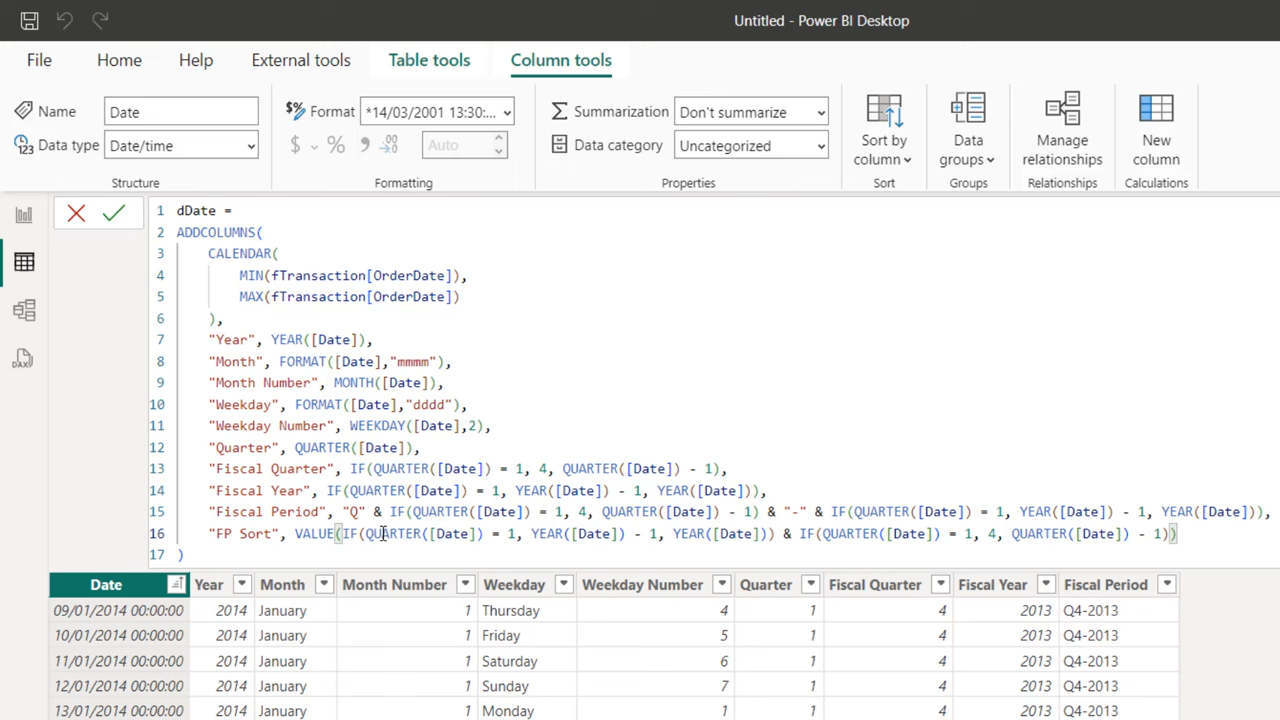 Untitled - Power BI Desktop
File Home Help External tools Table tools Column tools
Name Date Format *14/03/2001 13:30:... Summarization Don't summarize Sort by column Data groups Manage relationships New column
Data type Date/time $ % Auto Data category Uncategorized
Structure Formatting Properties Sort Groups Relationships Calculations
1 dDate =
2 ADDCOLUMNS(
3 CALENDAR(
4 MIN(fTransaction[OrderDate]),
5 MAX(fTransaction[OrderDate])
6 ),
7 "Year", YEAR([Date]),
8 "Month", FORMAT([Date],"mmmm"),
9 "Month Number", MONTH([Date]),
10 "Weekday", FORMAT([Date],"dddd"),
11 "Weekday Number", WEEKDAY([Date],2),
12 "Quarter", QUARTER([Date]),
13 "Fiscal Quarter", IF(QUARTER([Date]) = 1, 4, QUARTER([Date]) - 1),
14 "Fiscal Year", IF(QUARTER([Date]) = 1, YEAR([Date]) - 1, YEAR([Date])),
15 "Fiscal Period", "Q" & IF(QUARTER([Date]) = 1, 4, QUARTER([Date]) - 1) & "-" & IF(QUARTER([Date]) = 1, YEAR([Date]) - 1, YEAR([Date])),
16 "FP Sort", VALUE(IF(QUARTER([Date]) = 1, YEAR([Date]) - 1, YEAR([Date])) & IF(QUARTER([Date]) = 1, 4, QUARTER([Date]) - 1))
17 )
Date Year Month Month Number Weekday Weekday Number Quarter Fiscal Quarter Fiscal Year Fiscal Period
09/01/2014 00:00:00 2014 January 1 Thursday 4 1 4 2013 Q4-2013
10/01/2014 00:00:00 2014 January 1 Friday 5 1 4 2013 Q4-2013
11/01/2014 00:00:00 2014 January 1 Saturday 6 1 4 2013 Q4-2013
12/01/2014 00:00:00 2014 January 1 Sunday 7 1 4 2013 Q4-2013
13/01/2014 00:00:00 2014 January 1 Monday 1 1 4 2013 Q4-2013